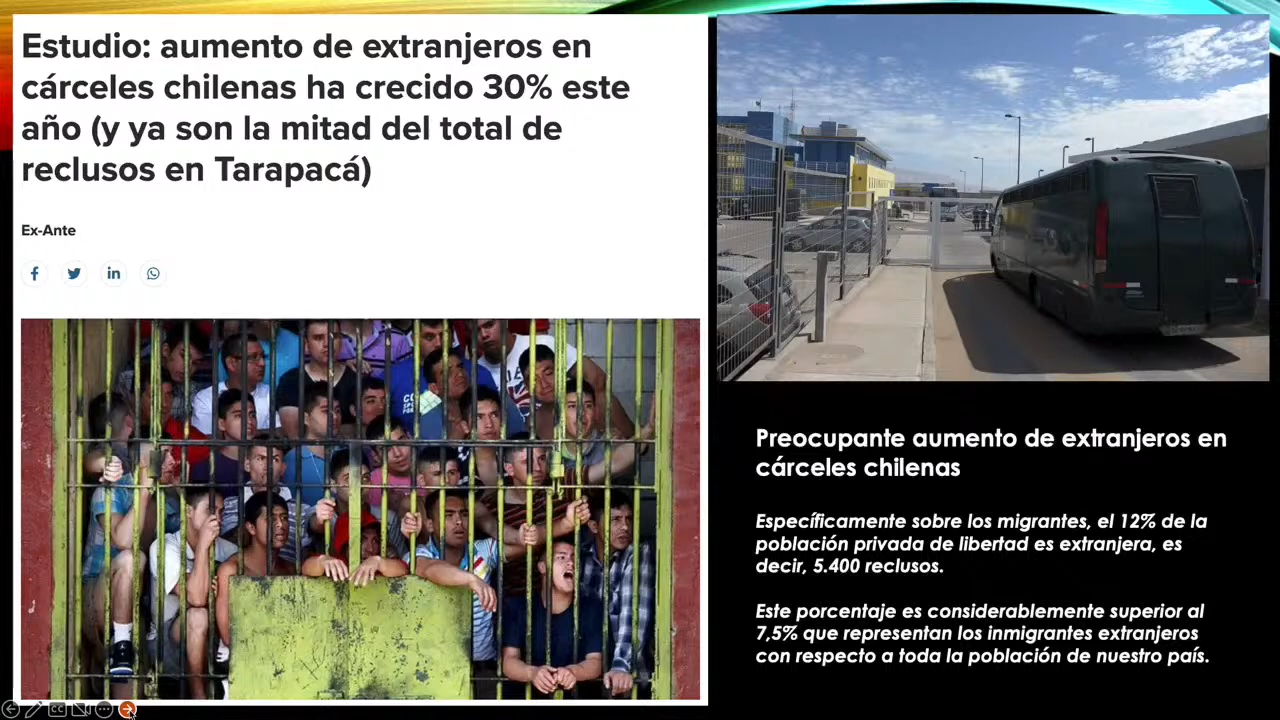 Estudio: aumento de extranjeros en
cárceles chilenas ha crecido 30% este
año (y ya son la mitad del total de
reclusos en Tarapacá)
Ex-Ante
Preocupante aumento de extranjeros en
cárceles chilenas
Específicamente sobre los migrantes, el 12% de la
población privada de libertad es extranjera, es
decir, 5.400 reclusos.
Este porcentaje es considerablemente superior al
7,5% que representan los inmigrantes extranjeros
con respecto a toda la población de nuestro país.
CC